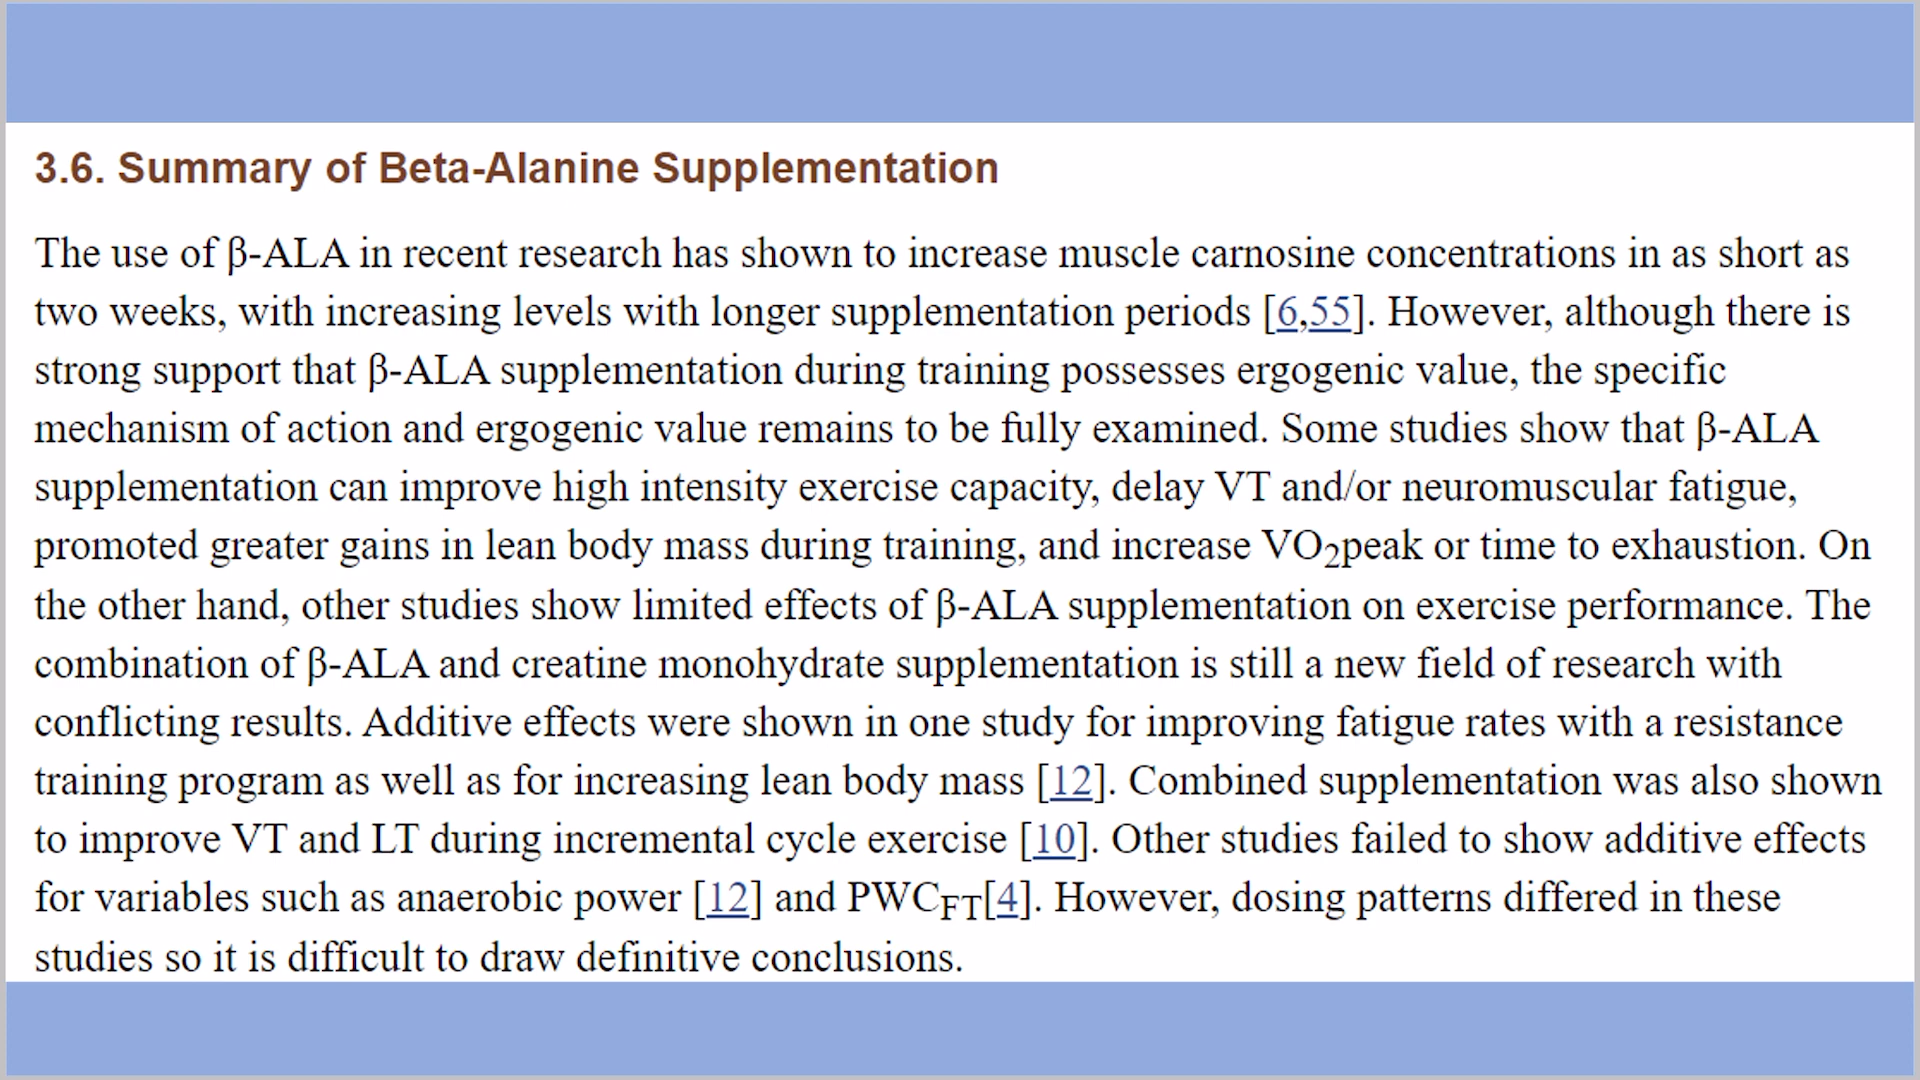 3.6. Summary of Beta-Alanine Supplementation
The use of β-ALA in recent research has shown to increase muscle carnosine concentrations in as short as
two weeks, with increasing levels with longer supplementation periods [6,55]. However, although there is
strong support that β-ALA supplementation during training possesses ergogenic value, the specific
mechanism of action and ergogenic value remains to be fully examined. Some studies show that β-ALA
supplementation can improve high intensity exercise capacity, delay VT and/or neuromuscular fatigue,
promoted greater gains in lean body mass during training, and increase VO₂peak or time to exhaustion. On
the other hand, other studies show limited effects of β-ALA supplementation on exercise performance. The
combination of β-ALA and creatine monohydrate supplementation is still a new field of research with
conflicting results. Additive effects were shown in one study for improving fatigue rates with a resistance
training program as well as for increasing lean body mass [12]. Combined supplementation was also shown
to improve VT and LT during incremental cycle exercise [10]. Other studies failed to show additive effects
for variables such as anaerobic power [12] and PWCFT[4]. However, dosing patterns differed in these
studies so it is difficult to draw definitive conclusions.